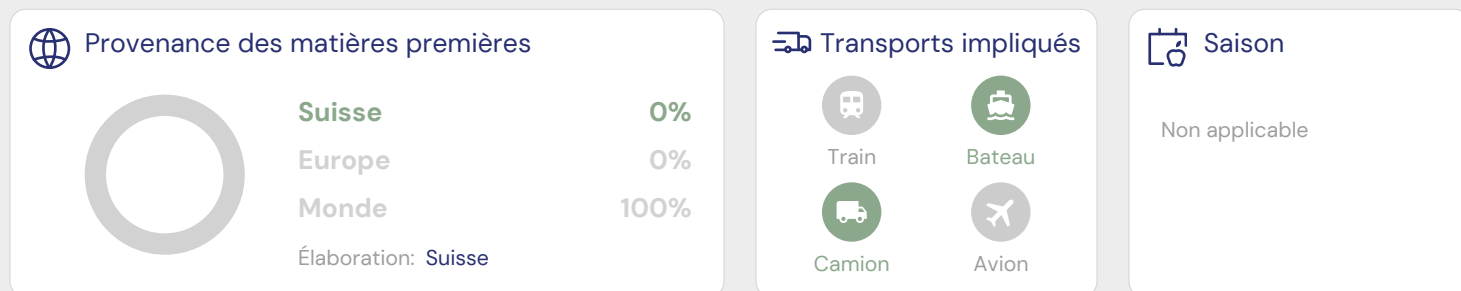 Provenance des matières premières
Suisse 0%
Europe 0%
Monde 100%
Élaboration: Suisse
Transports impliqués
Train Bateau
Camion Avion
Saison
Non applicable